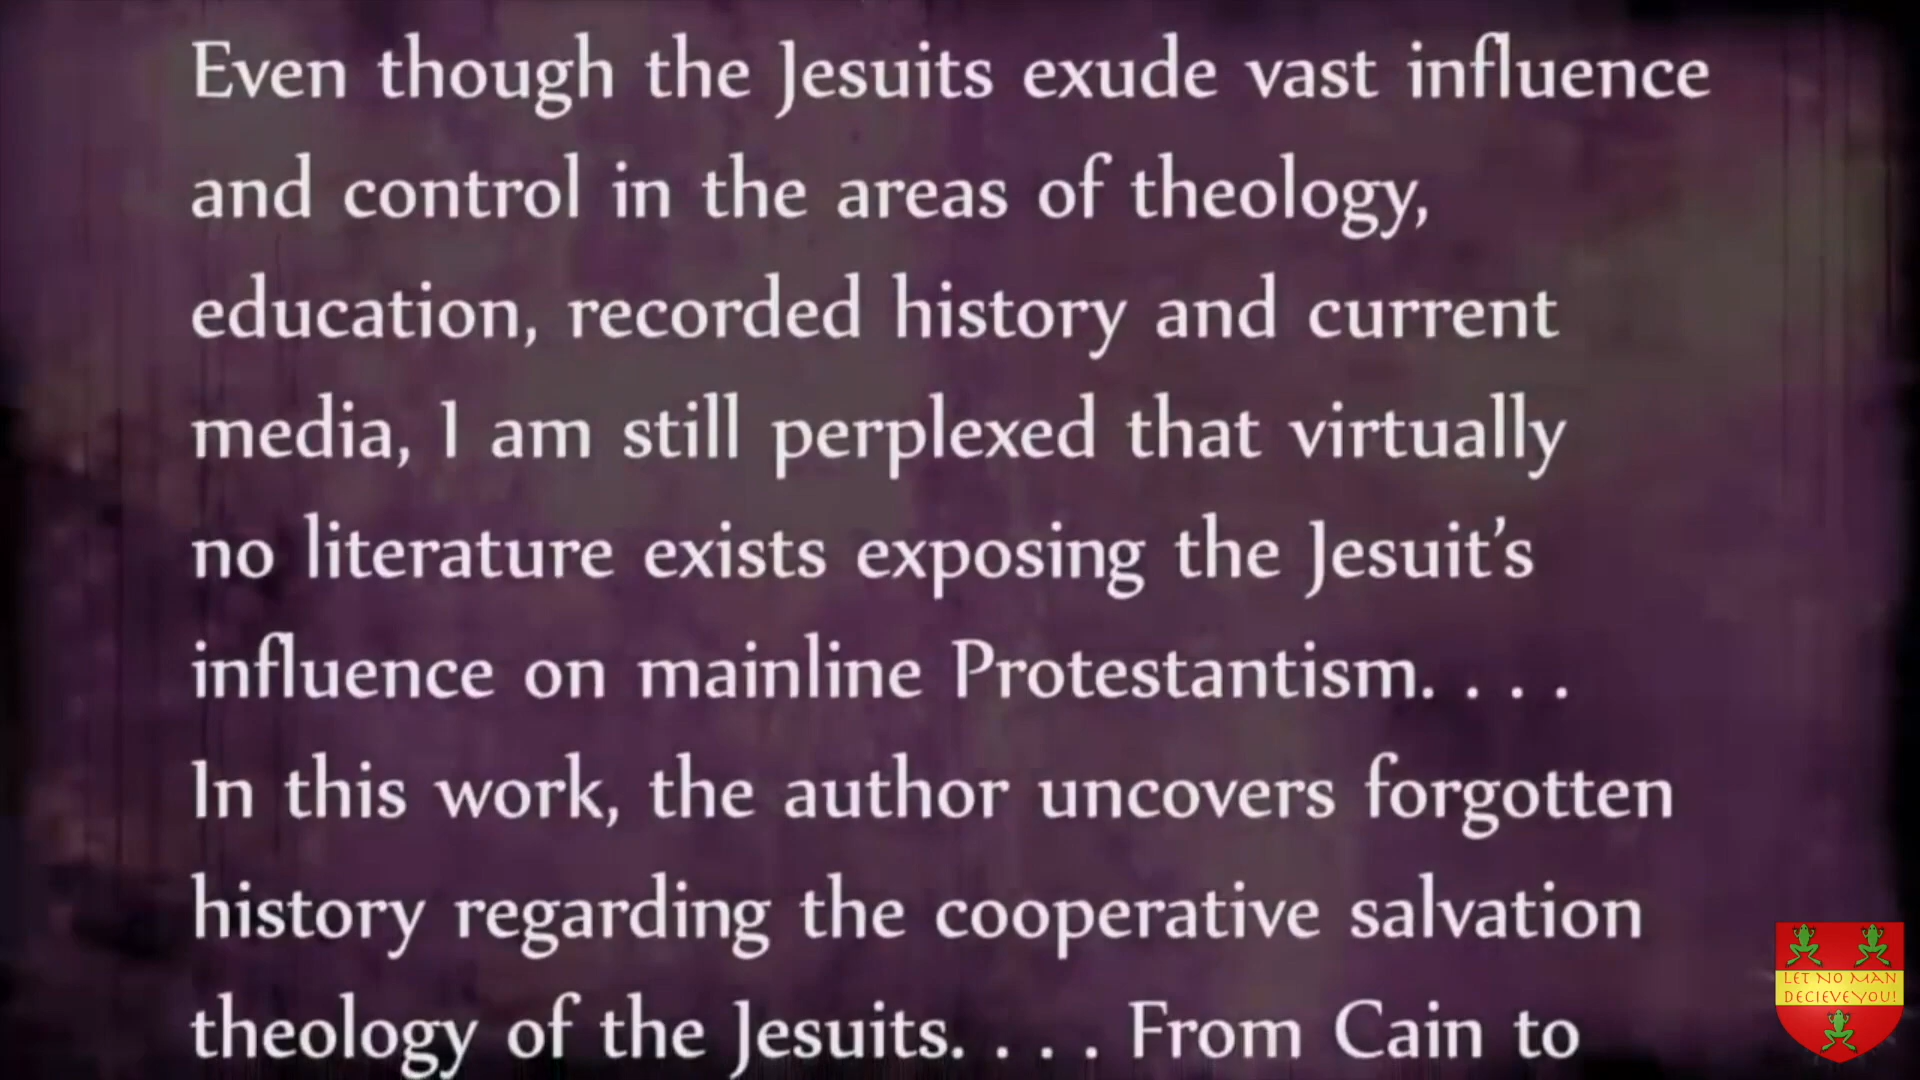 Even though the Jesuits exude vast influence
and control in the areas of theology,
education, recorded history and current
media, I am still perplexed that virtually
no literature exists exposing the Jesuit’s
influence on mainline Protestantism. . . .
In this work, the author uncovers forgotten
history regarding the cooperative salvation
theology of the Jesuits. . . . From Cain to
LET NO MAN
DECIEVE YOU!